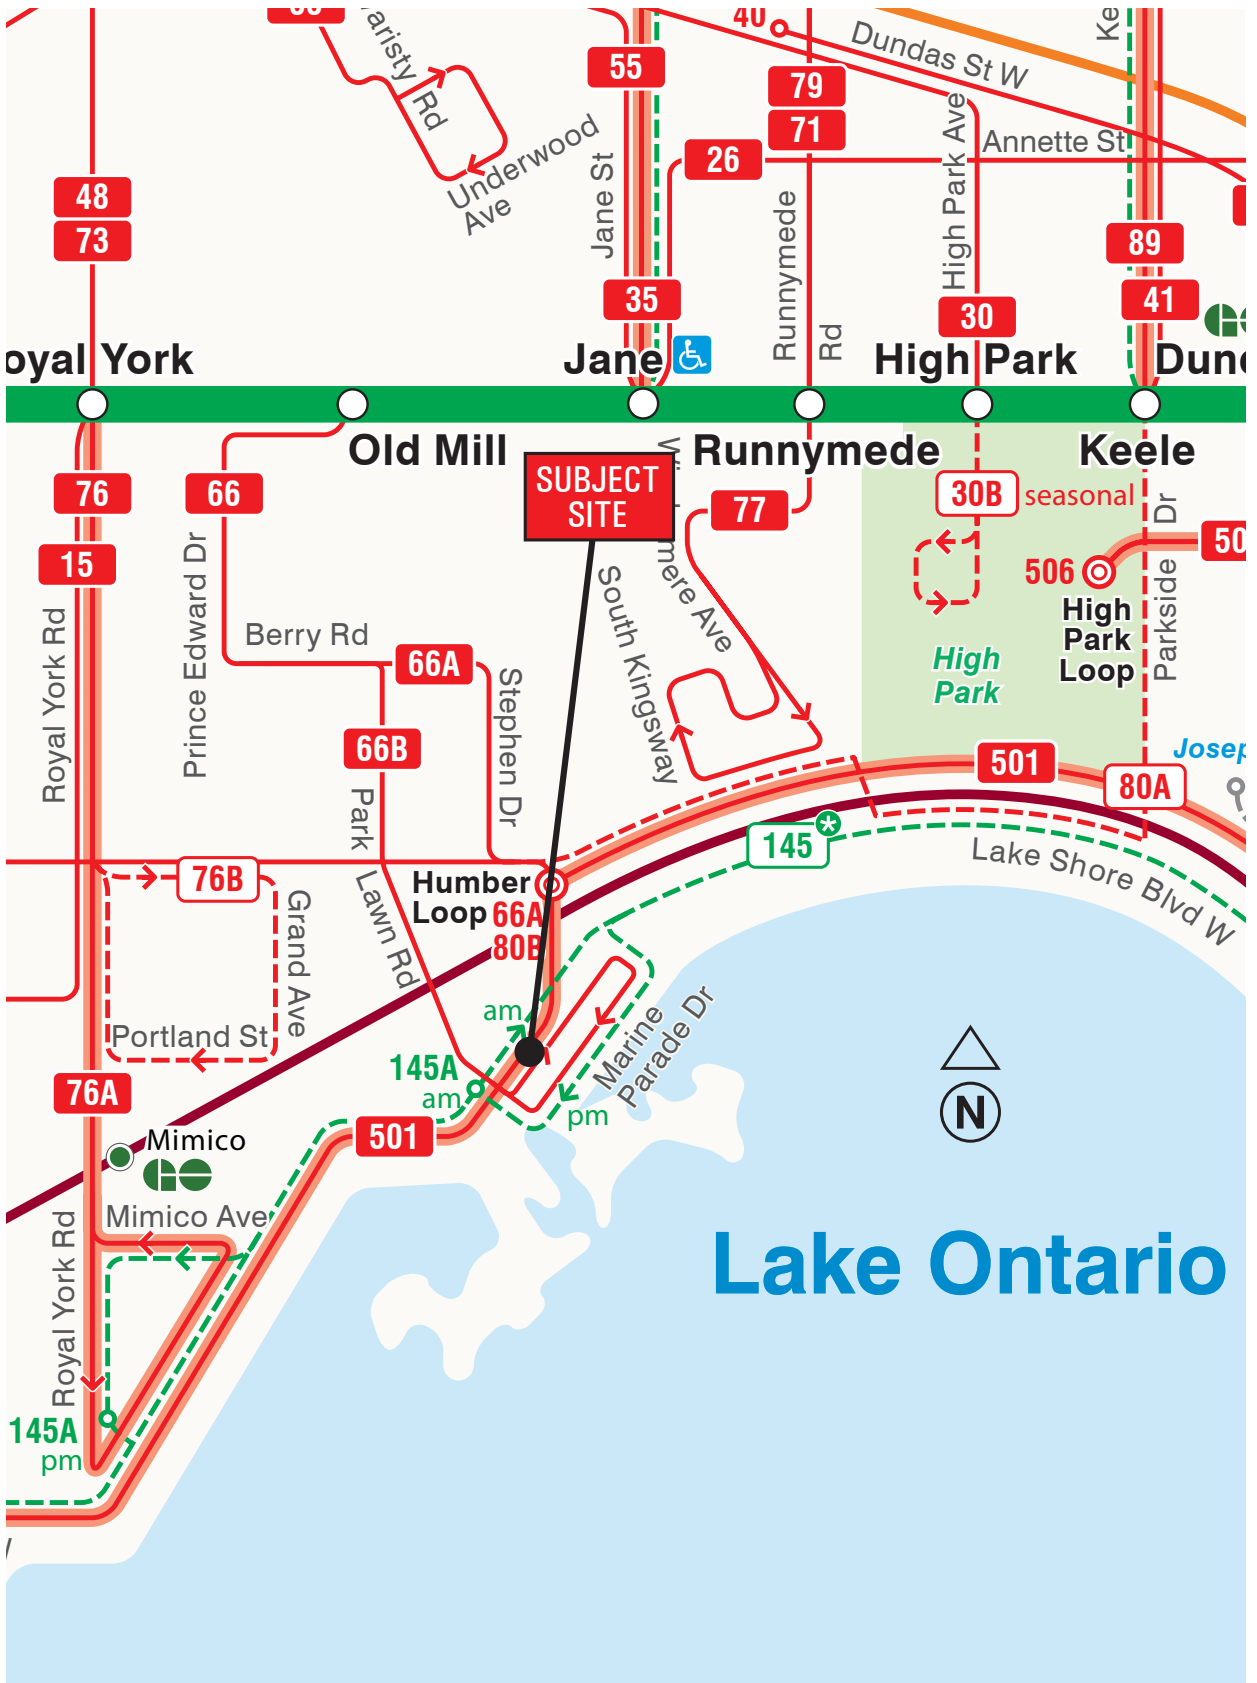 40
Dundas St W
55
79
71
Rd
Underwood
Ave
Jane St
26
High Park Ave
Annette St
48
73
Runnymede
Rd
89
35
41
30
oyal York
Jane
High Park
Old Mill
Runnymede
Keele
76
66
SUBJECT
SITE
77
30B
seasonal
Dr
15
506
High
Park
Loop
Parkside
Prince Edward Dr
South Kingsway
mere Ave
Royal York Rd
Berry Rd
66A
High
Park
Stephen Dr
66B
501
80A
Park
145
Lake Shore Blvd W
76B
Humber
Loop
66A
80B
Lawn Rd
Grand Ave
Portland St
am
Marine
Parade Dr
145A
am
pm
N
76A
501
Mimico
Mimico Ave
Royal York Rd
Lake Ontario
145A
pm